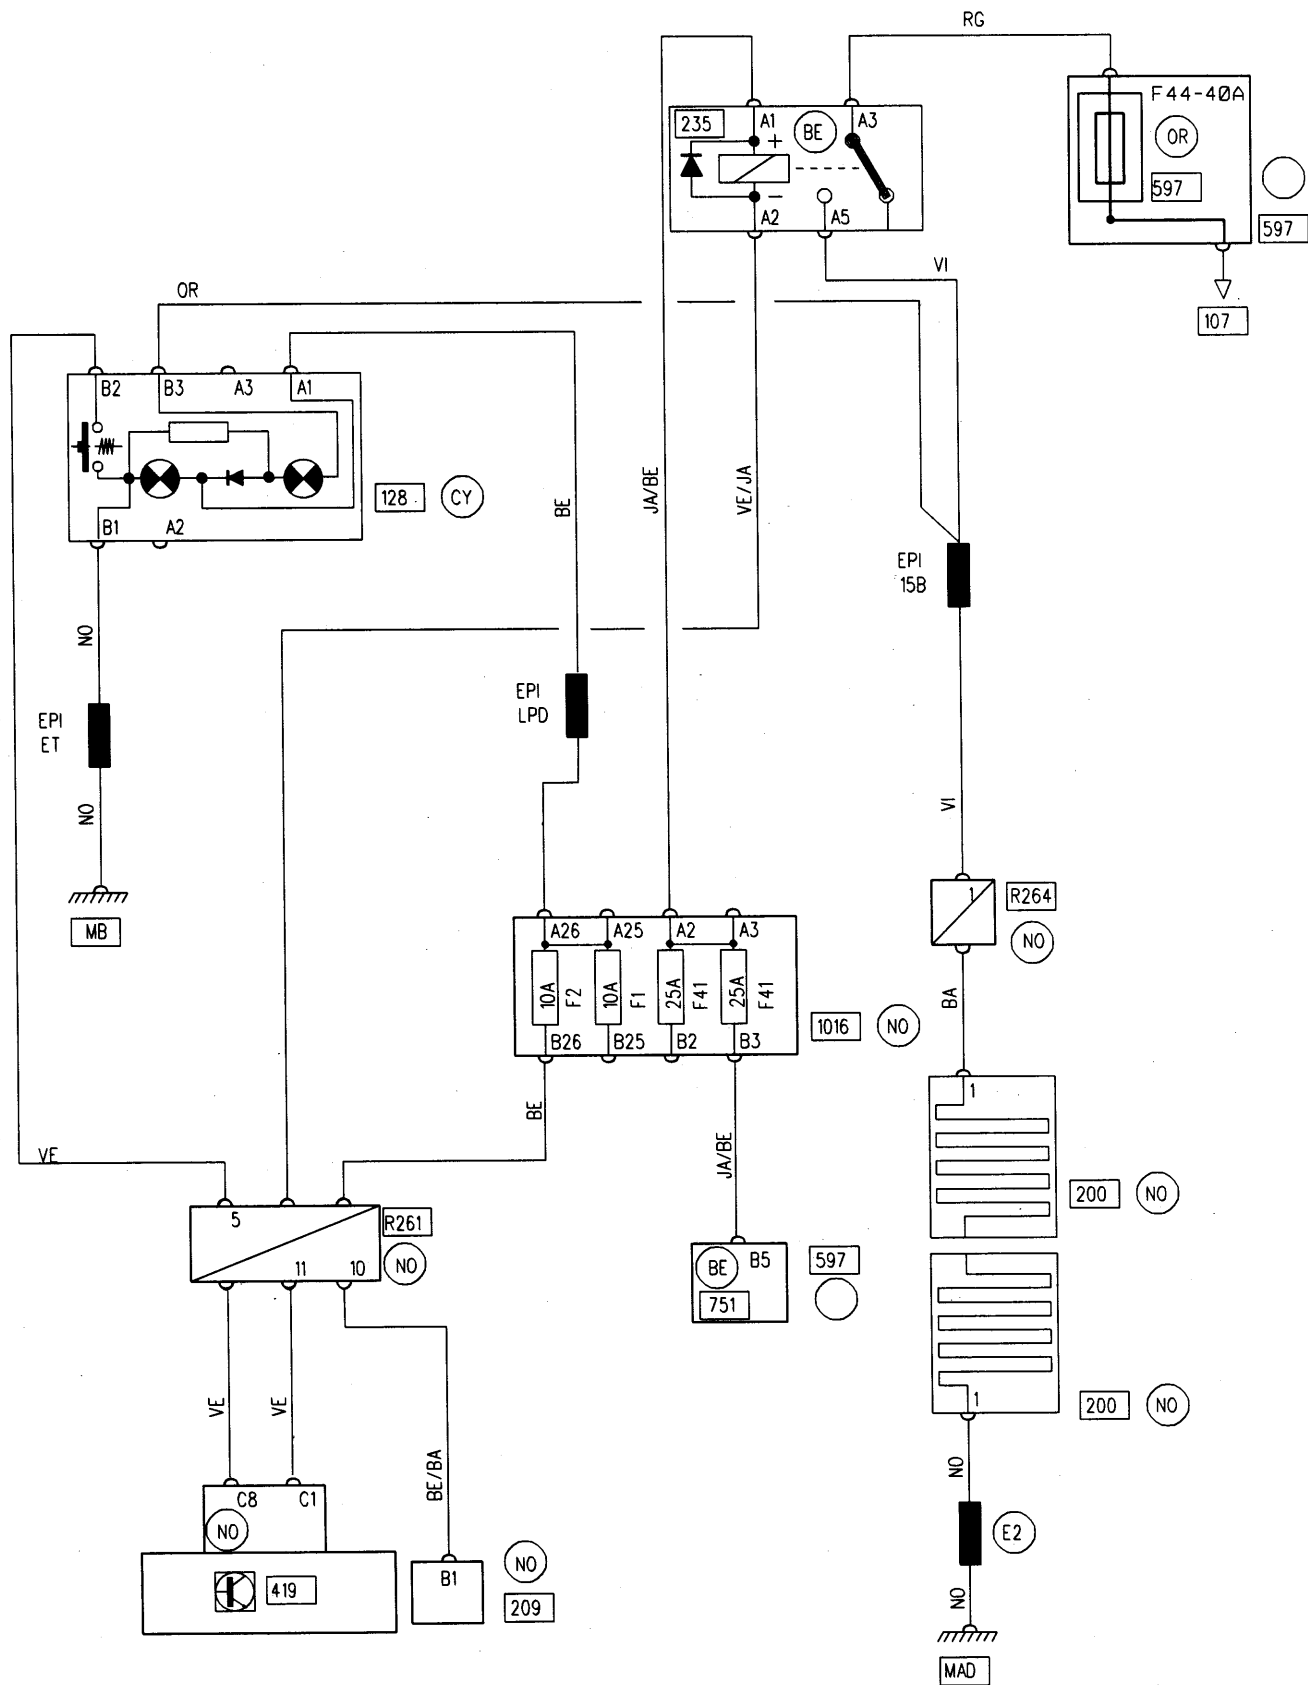 RG
F44-40A
OR
597
597
107
235
A1
BE
A3
+
-
A2
A5
VI
OR
B2
B3
A3
A1
128
CY
B1
A2
BE
JA/BE
VE/JA
EPI
15B
NO
EPI
ET
NO
MB
EPI
LPD
VI
1
R264
NO
BA
A26
A25
A2
A3
10A
F2
10A
F1
25A
F41
25A
F41
B26
B25
B2
B3
1016
NO
BE
JA/BE
1
200
NO
VE
5
R261
11
10
NO
BE
B5
751
597
1
200
NO
VE
VE
BE/BA
C8
C1
NO
419
B1
NO
209
NO
E2
NO
MAD